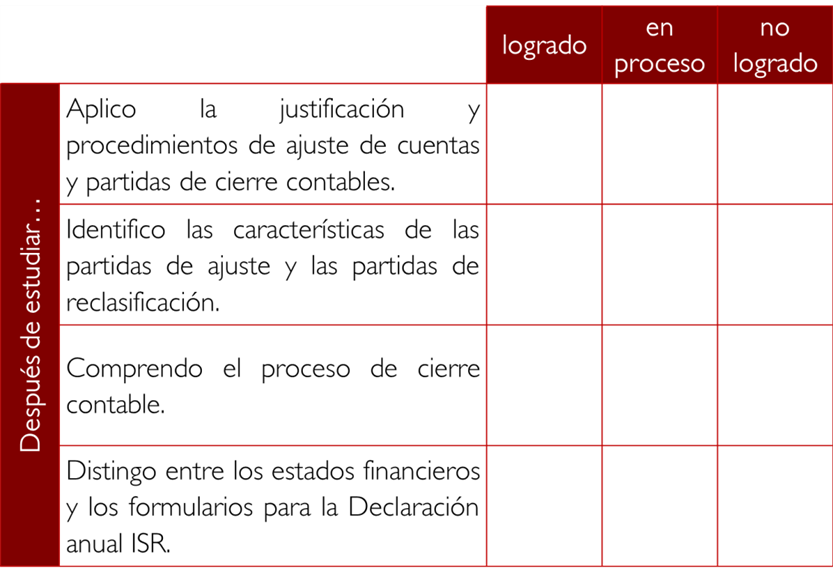 logrado
en
proceso
no
logrado
Después de estudiar…
Aplico la justificación y
procedimientos de ajuste de cuentas
y partidas de cierre contables.
Identifico las características de las
partidas de ajuste y las partidas de
reclasificación.
Comprendo el proceso de cierre
contable.
Distingo entre los estados financieros
y los formularios para la Declaración
anual ISR.